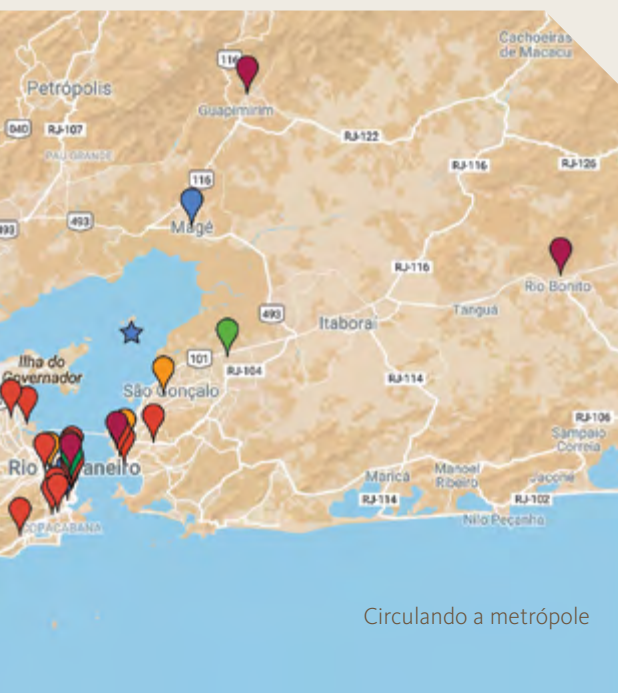 Cachoeiras
de Macacu
116
Petrópolis
Guapimirim
040
RJ-107
RJ-122
PAU GRANDE
RJ-116
RJ-126
116
493
493
Magé
RJ-116
Rio Bonito
493
Itaboraí
Tanguá
Ilha do
Governador
101
RJ-104
RJ-114
São Gonçalo
RJ-106
Sampaio
Correia
Rio Janeiro
Maricá
Manoel
Ribeiro
Jaconé
RJ-114
RJ-102
COPACABANA
Nilo Peçanha
Circulando a metrópole